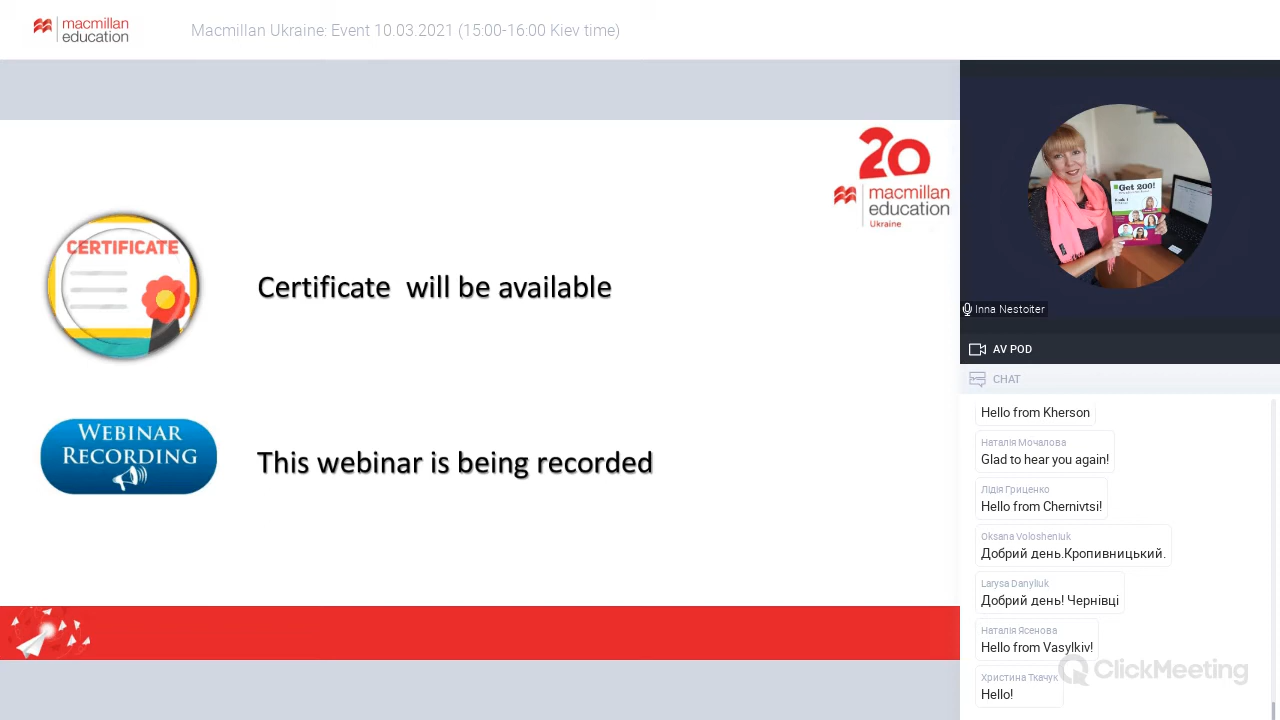 macmillan
education
Macmillan Ukraine: Event 10.03.2021 (15:00-16:00 Kiev time)
20
macmillan
education
Ukraine
CERTIFICATE
Certificate will be available
WEBINAR
RECORDING
This webinar is being recorded
Get 200!
Inna Nestoiter
AV POD
CHAT
Hello from Kherson
Наталія Мочалова
Glad to hear you again!
Лідія Гриценко
Hello from Chernivtsi!
Oksana Volosheniuk
Добрий день.Кропивницький.
Larysa Danyliuk
Добрий день! Чернівці
Наталія Ясенова
Hello from Vasylkiv!
Христина Ткачук
Hello!
ClickMeeting